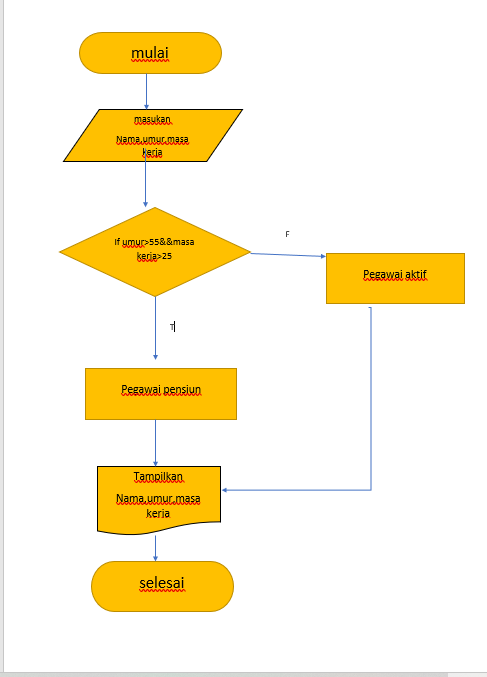 mulai
masukan
Nama,umur,masa
kerja
If umur>55&&masa
kerja>25
F
Pegawai aktif
T
Pegawai pensiun
Tampilkan
Nama,umur,masa
kerja
selesai